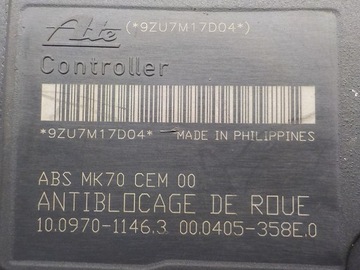 Ate (*9ZU7M17D04*)
Controller
*9ZU7M17D04* MADE IN PHILIPPINES
ABS MK70 CEM 00
ANTIBLOCAGE DE ROUE
10.0970-1146.3 00.0405-358E.0